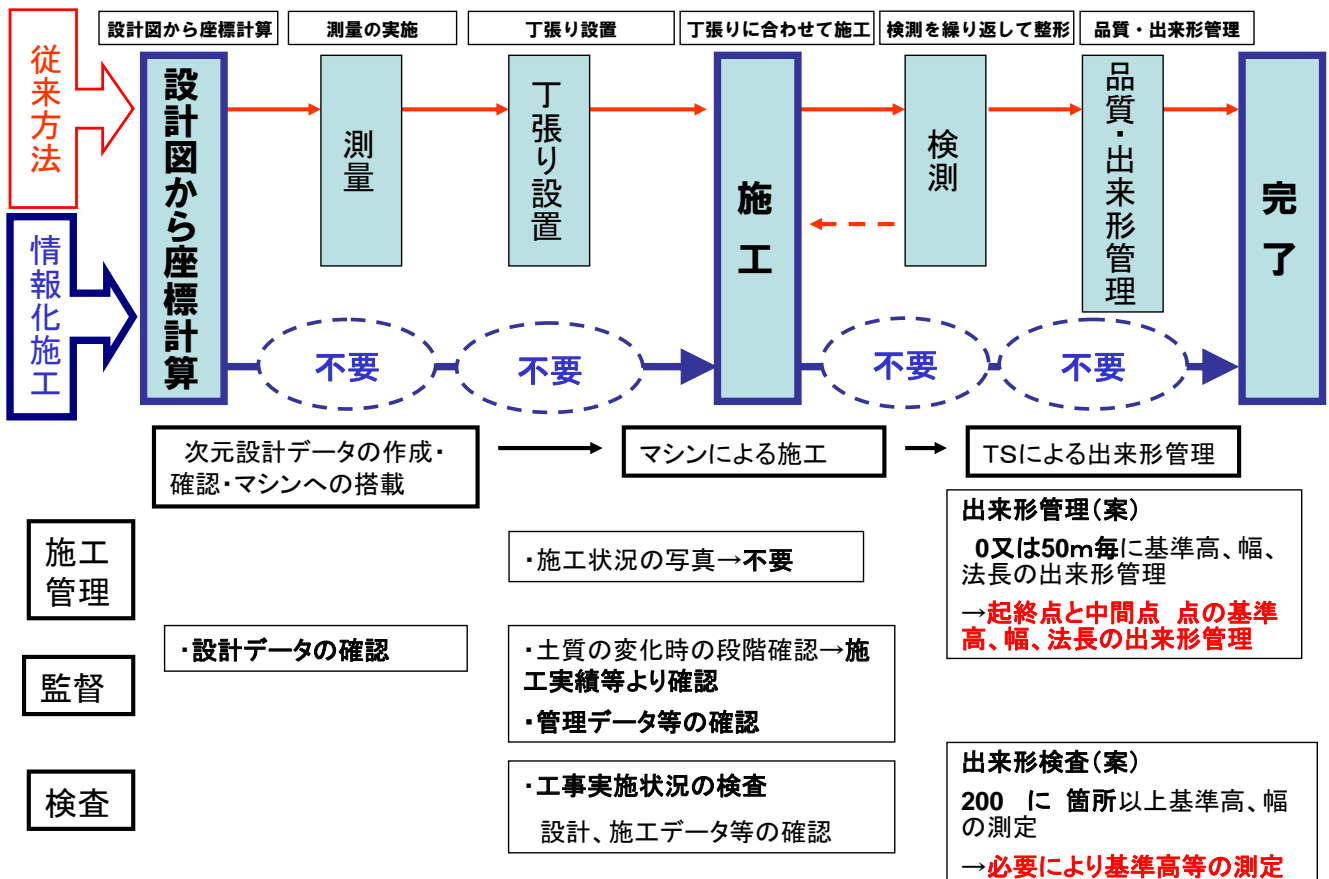 設計図から座標計算
測量の実施
丁張り設置
丁張りに合わせて施工
検測を繰り返して整形
品質・出来形管理
従来方法
情報化施工
設計図から座標計算
測量
丁張り設置
施工
検測
品質・出来形管理
完了
不要
不要
不要
不要
次元設計データの作成・
確認・マシンへの搭載
マシンによる施工
TSによる出来形管理
施工
管理
・施工状況の写真→不要
出来形管理(案)
0又は50m毎に基準高、幅、
法長の出来形管理
→起終点と中間点 点の基準
高、幅、法長の出来形管理
監督
・設計データの確認
・土質の変化時の段階確認→施
工実績等より確認
・管理データ等の確認
検査
・工事実施状況の検査
設計、施工データ等の確認
出来形検査(案)
200 に 箇所以上基準高、幅
の測定
→必要により基準高等の測定